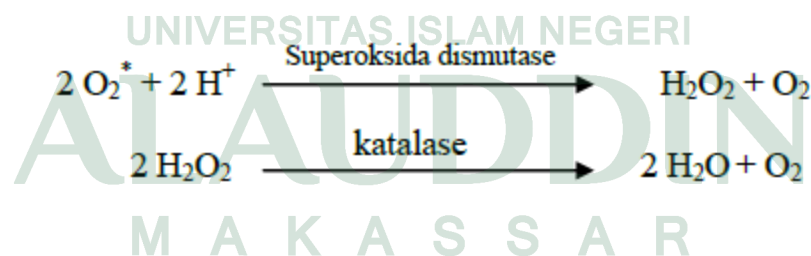 UNIVERSITAS ISLAM NEGERI
Superoksida dismutase
2 O₂* + 2 H⁺ H₂O₂ + O₂
ALAUDDIN
katalase
2 H₂O₂ 2 H₂O + O₂
M A K A S S A R